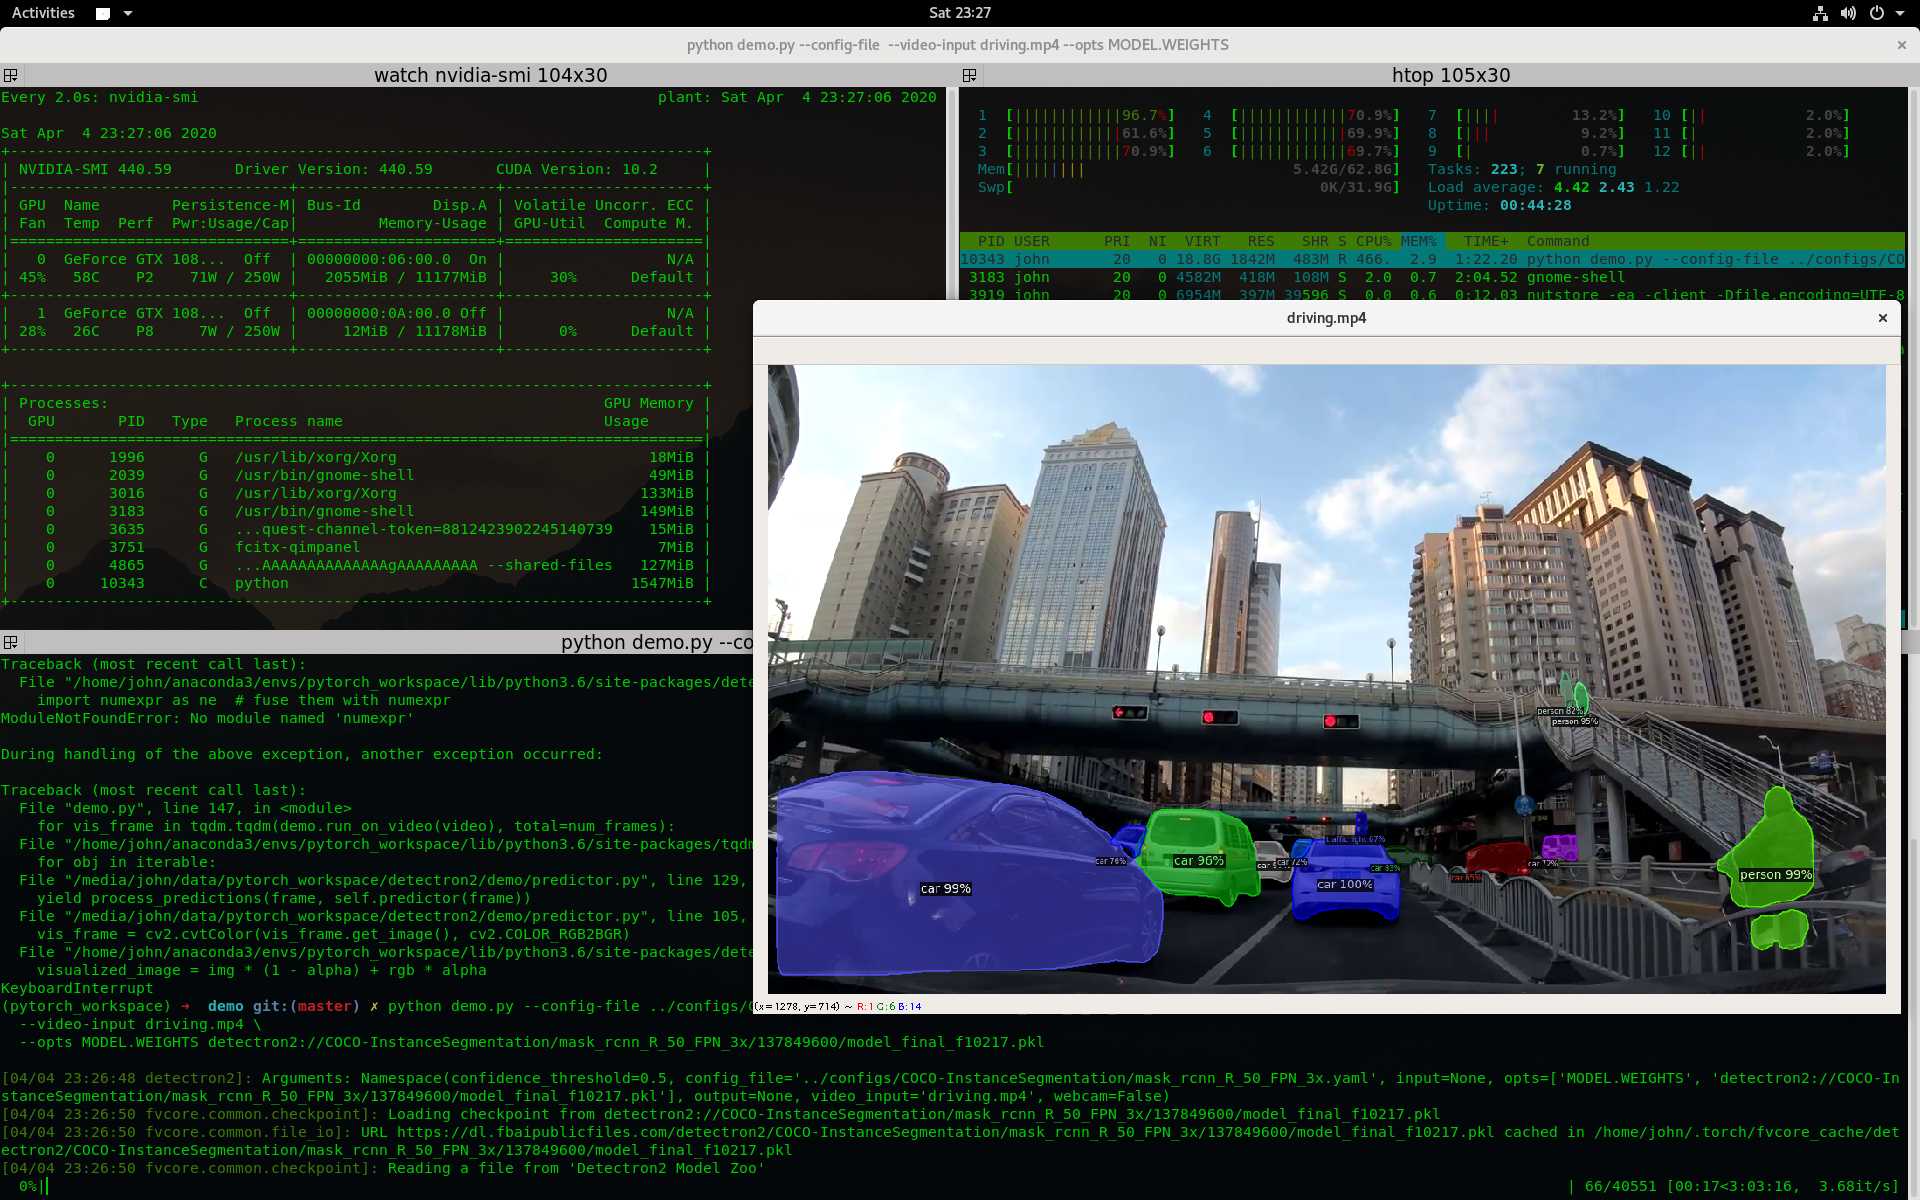 Activities
Sat 23:27
python demo.py --config-file  --video-input driving.mp4 --opts MODEL.WEIGHTS
watch nvidia-smi 104x30
Every 2.0s: nvidia-smi plant: Sat Apr  4 23:27:06 2020
Sat Apr  4 23:27:06 2020
| NVIDIA-SMI 440.59       Driver Version: 440.59       CUDA Version: 10.2     |
| GPU  Name        Persistence-M| Bus-Id        Disp.A | Volatile Uncorr. ECC |
| Fan  Temp  Perf  Pwr:Usage/Cap|         Memory-Usage | GPU-Util  Compute M. |
|   0  GeForce GTX 108...  Off  | 00000000:06:00.0  On |                  N/A |
| 45%   58C    P2    71W / 250W |   2055MiB / 11177MiB |     30%      Default |
|   1  GeForce GTX 108...  Off  | 00000000:0A:00.0 Off |                  N/A |
| 28%   26C    P8     7W / 250W |     12MiB / 11178MiB |      0%      Default |
| Processes:                                                       GPU Memory |
|  GPU       PID   Type   Process name                             Usage      |
|    0      1996      G   /usr/lib/xorg/Xorg                            18MiB |
|    0      2039      G   /usr/bin/gnome-shell                          49MiB |
|    0      3016      G   /usr/lib/xorg/Xorg                           133MiB |
|    0      3183      G   /usr/bin/gnome-shell                         149MiB |
|    0      3635      G   ...quest-channel-token=8812423902245140739    15MiB |
|    0      3751      G   fcitx-qimpanel                                 7MiB |
|    0      4865      G   ...AAAAAAAAAAAAAAgAAAAAAAAA --shared-files   127MiB |
|    0     10343      C   python                                      1547MiB |
htop 105x30
1 [||||||||||||96.7%] 4 [||||||||||||70.9%] 7 [|||| 13.2%] 10 [|| 2.0%]
2 [||||||||||||61.6%] 5 [||||||||||||69.9%] 8 [||| 9.2%] 11 [| 2.0%]
3 [||||||||||||70.9%] 6 [||||||||||||69.7%] 9 [| 0.7%] 12 [|| 2.0%]
Mem[|||||||| 5.42G/62.8G] Tasks: 223; 7 running
Swp[ 0K/31.9G] Load average: 4.42 2.43 1.22
Uptime: 00:44:28
PID USER PRI NI VIRT RES SHR S CPU% MEM% TIME+ Command
10343 john 20 0 18.8G 1842M 483M R 466. 2.9 1:22.20 python demo.py --config-file ../configs/CO
3183 john 20 0 4582M 418M 108M S 2.0 0.7 2:04.52 gnome-shell
3919 john 20 0 6954M 397M 39596 S 0.0 0.6 0:12.03 nutstore -ea -client -Dfile.encoding=UTF-8
driving.mp4
person 82%
person 95%
traffic light 67%
car 76%
car 96%
car 72%
car 83%
car 72%
car 65%
car 99%
car 100%
person 99%
(x=1278, y=714) ~ R:1 G:6 B:14
python demo.py --co
Traceback (most recent call last):
File "/home/john/anaconda3/envs/pytorch_workspace/lib/python3.6/site-packages/dete
import numexpr as ne  # fuse them with numexpr
ModuleNotFoundError: No module named 'numexpr'
During handling of the above exception, another exception occurred:
Traceback (most recent call last):
File "demo.py", line 147, in <module>
for vis_frame in tqdm.tqdm(demo.run_on_video(video), total=num_frames):
File "/home/john/anaconda3/envs/pytorch_workspace/lib/python3.6/site-packages/tqdm
for obj in iterable:
File "/media/john/data/pytorch_workspace/detectron2/demo/predictor.py", line 129,
yield process_predictions(frame, self.predictor(frame))
File "/media/john/data/pytorch_workspace/detectron2/demo/predictor.py", line 105,
vis_frame = cv2.cvtColor(vis_frame.get_image(), cv2.COLOR_RGB2BGR)
File "/home/john/anaconda3/envs/pytorch_workspace/lib/python3.6/site-packages/dete
visualized_image = img * (1 - alpha) + rgb * alpha
KeyboardInterrupt
(pytorch_workspace) ➜  demo git:(master) ✗ python demo.py --config-file ../configs/
--video-input driving.mp4 \
--opts MODEL.WEIGHTS detectron2://COCO-InstanceSegmentation/mask_rcnn_R_50_FPN_3x/137849600/model_final_f10217.pkl
[04/04 23:26:48 detectron2]: Arguments: Namespace(confidence_threshold=0.5, config_file='../configs/COCO-InstanceSegmentation/mask_rcnn_R_50_FPN_3x.yaml', input=None, opts=['MODEL.WEIGHTS', 'detectron2://COCO-In
stanceSegmentation/mask_rcnn_R_50_FPN_3x/137849600/model_final_f10217.pkl'], output=None, video_input='driving.mp4', webcam=False)
[04/04 23:26:50 fvcore.common.checkpoint]: Loading checkpoint from detectron2://COCO-InstanceSegmentation/mask_rcnn_R_50_FPN_3x/137849600/model_final_f10217.pkl
[04/04 23:26:50 fvcore.common.file_io]: URL https://dl.fbaipublicfiles.com/detectron2/COCO-InstanceSegmentation/mask_rcnn_R_50_FPN_3x/137849600/model_final_f10217.pkl cached in /home/john/.torch/fvcore_cache/det
ectron2/COCO-InstanceSegmentation/mask_rcnn_R_50_FPN_3x/137849600/model_final_f10217.pkl
[04/04 23:26:50 fvcore.common.checkpoint]: Reading a file from 'Detectron2 Model Zoo'
0%| | 66/40551 [00:17<3:03:16,  3.68it/s]